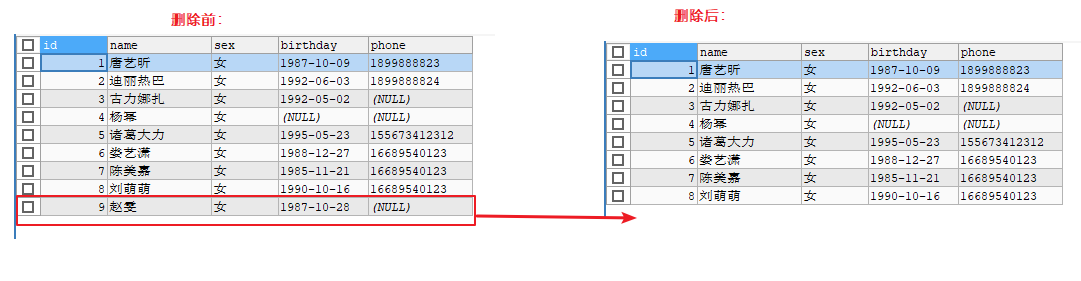 删除前：
id name sex birthday phone
1 唐艺昕 女 1987-10-09 1899888823
2 迪丽热巴 女 1992-06-03 1899888824
3 古力娜扎 女 1992-05-02 (NULL)
4 杨幂 女 (NULL) (NULL)
5 诸葛大力 女 1995-05-23 155673412312
6 娄艺潇 女 1988-12-27 16689540123
7 陈美嘉 女 1985-11-21 16689540123
8 刘萌萌 女 1990-10-16 16689540123
9 赵雯 女 1987-10-28 (NULL)
删除后：
id name sex birthday phone
1 唐艺昕 女 1987-10-09 1899888823
2 迪丽热巴 女 1992-06-03 1899888824
3 古力娜扎 女 1992-05-02 (NULL)
4 杨幂 女 (NULL) (NULL)
5 诸葛大力 女 1995-05-23 155673412312
6 娄艺潇 女 1988-12-27 16689540123
7 陈美嘉 女 1985-11-21 16689540123
8 刘萌萌 女 1990-10-16 16689540123